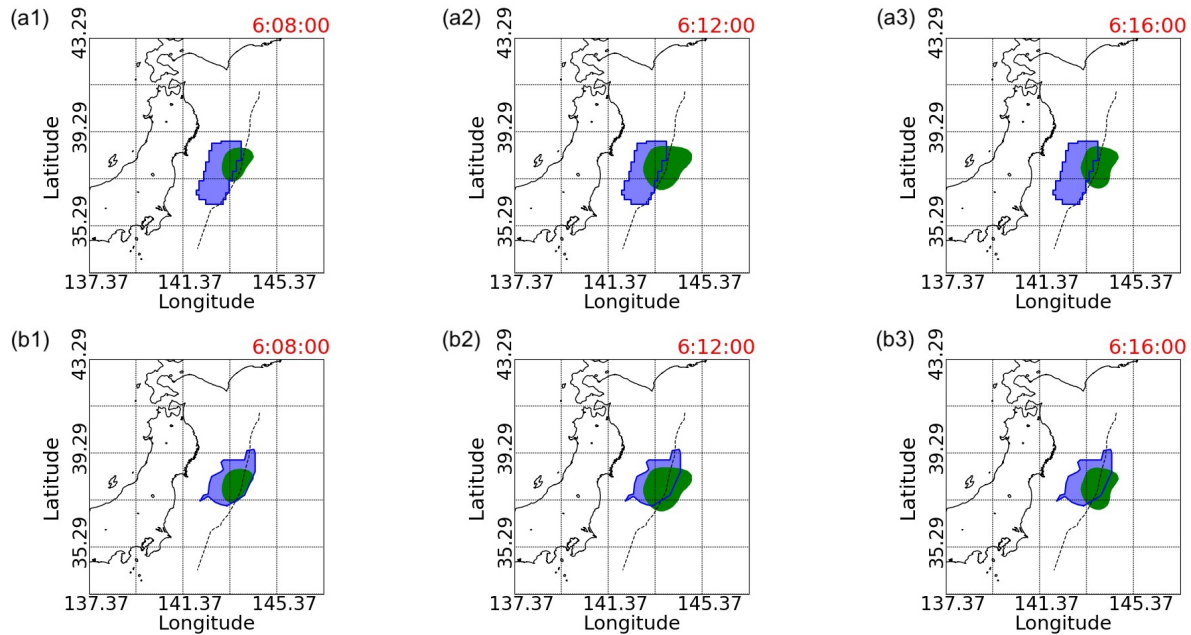 (a1)
6:08:00
43.29
39.29
35.29
Latitude
137.37 141.37 145.37
Longitude
(a2)
6:12:00
43.29
39.29
35.29
Latitude
137.37 141.37 145.37
Longitude
(a3)
6:16:00
43.29
39.29
35.29
Latitude
137.37 141.37 145.37
Longitude
(b1)
6:08:00
43.29
39.29
35.29
Latitude
137.37 141.37 145.37
Longitude
(b2)
6:12:00
43.29
39.29
35.29
Latitude
137.37 141.37 145.37
Longitude
(b3)
6:16:00
43.29
39.29
35.29
Latitude
137.37 141.37 145.37
Longitude